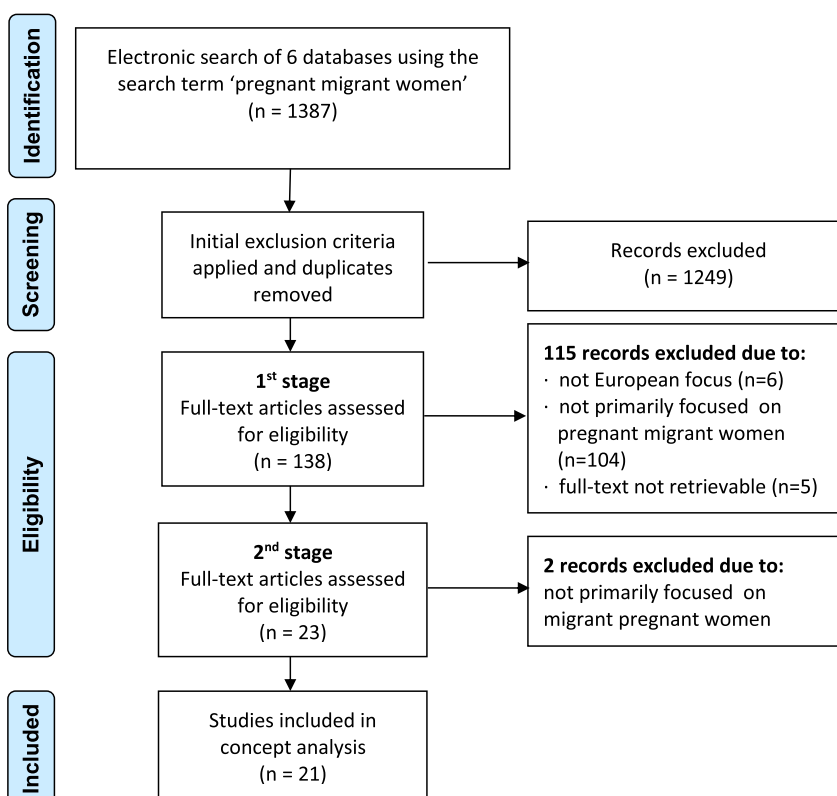 Identification
Electronic search of 6 databases using the
search term ‘pregnant migrant women’
(n = 1387)
Screening
Initial exclusion criteria
applied and duplicates
removed
Records excluded
(n = 1249)
Eligibility
1st stage
Full-text articles assessed
for eligibility
(n = 138)
115 records excluded due to:
· not European focus (n=6)
· not primarily focused on
pregnant migrant women
(n=104)
· full-text not retrievable (n=5)
2nd stage
Full-text articles assessed
for eligibility
(n = 23)
2 records excluded due to:
not primarily focused on
migrant pregnant women
Included
Studies included in
concept analysis
(n = 21)